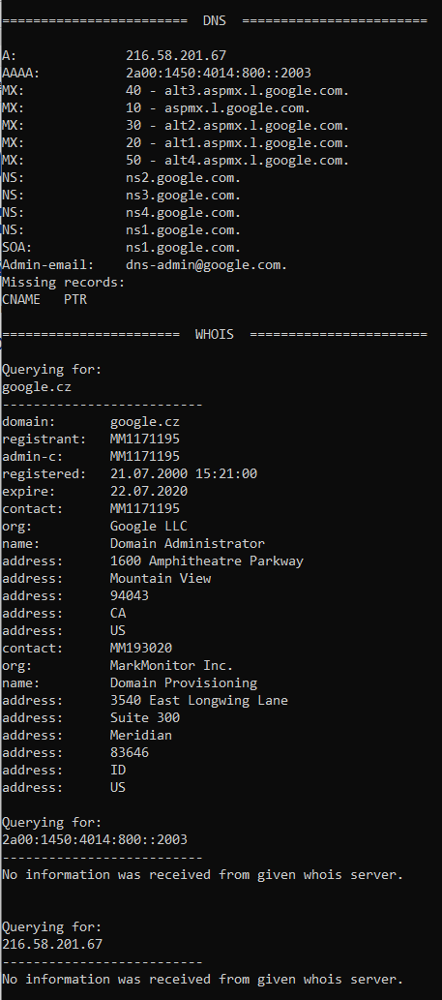 ========================  DNS  ========================
A:              216.58.201.67
AAAA:           2a00:1450:4014:800::2003
MX:             40 - alt3.aspmx.l.google.com.
MX:             10 - aspmx.l.google.com.
MX:             30 - alt2.aspmx.l.google.com.
MX:             20 - alt1.aspmx.l.google.com.
MX:             50 - alt4.aspmx.l.google.com.
NS:             ns2.google.com.
NS:             ns3.google.com.
NS:             ns4.google.com.
NS:             ns1.google.com.
SOA:            ns1.google.com.
Admin-email:    dns-admin@google.com.
Missing records:
CNAME   PTR
=======================  WHOIS  =======================
Querying for:
google.cz
--------------------------
domain:       google.cz
registrant:   MM1171195
admin-c:      MM1171195
registered:   21.07.2000 15:21:00
expire:       22.07.2020
contact:      MM1171195
org:          Google LLC
name:         Domain Administrator
address:      1600 Amphitheatre Parkway
address:      Mountain View
address:      94043
address:      CA
address:      US
contact:      MM193020
org:          MarkMonitor Inc.
name:         Domain Provisioning
address:      3540 East Longwing Lane
address:      Suite 300
address:      Meridian
address:      83646
address:      ID
address:      US
Querying for:
2a00:1450:4014:800::2003
--------------------------
No information was received from given whois server.
Querying for:
216.58.201.67
--------------------------
No information was received from given whois server.